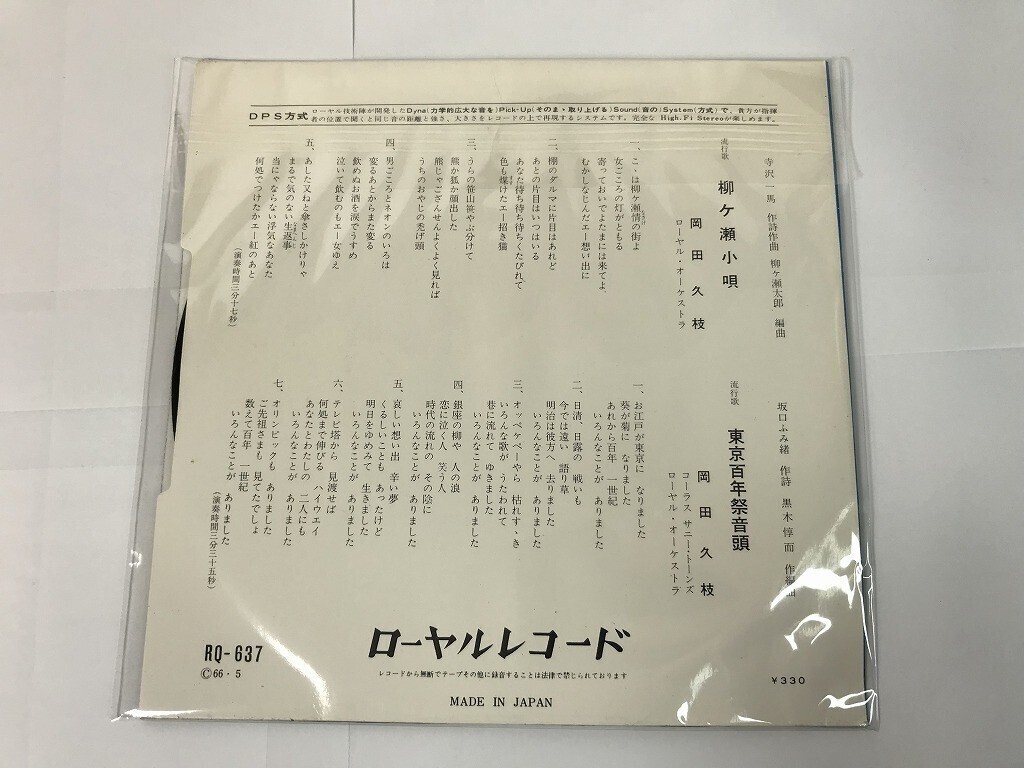 DPS方式
ローヤル技術陣が開発したDyna(力学的広大な音を)Pick-Up(そのまゝ取り上げる)Sound(音の)System(方式)で、貴方が指揮
者の位置で聞くと同じ音の距離と強さ、大きさをレコードの上で再現するシステムです。完全な High.Fi Stereoが楽しめます。
寺沢一馬 作詩作曲 柳ケ瀬太郎 編曲
流行歌
柳ケ瀬小唄
岡田久枝
ローヤル・オーケストラ
一、こゝは柳ケ瀬情の街よ
女ごころの灯がともる
寄っておいでよたまには来てよ
むかしなじんだエー想い出に
二、棚のダルマに片目はあれど
あとの片目はいつはいる
あなた待ち待ち待ちくたびれて
色も煤けたエー招き猫
三、うらの笹山笹やぶ分けて
熊か狐か顔出した
熊じゃござんせんよくよく見れば
うちのおやじの禿げ頭
四、男ごころとネオンのいろは
変るあとからまた変る
飲めぬお酒を涙でうすめ
泣いて飲むのもエー女ゆえ
五、あした又ねと傘さしかけりゃ
まるで気のない生返事
当にゃならない浮気なあなた
何処でつけたかエー紅のあと
(演奏時間三分十七秒)
坂口ふみ緒 作詩 黒木惇而 作編曲
流行歌
東京百年祭音頭
岡田久枝
コーラス サニー・トーンズ
ローヤル・オーケストラ
一、お江戸が東京に なりました
葵が菊に なりました
あれから百年 一世紀
いろんなことが ありました
二、日清、日露の 戦いも
今では遠い 語り草
明治は彼方へ 去りました
いろんなことが ありました
三、オッペケペーやら 枯れすゝき
いろんな歌が うたわれて
巷に流れて ゆきました
いろんなことが ありました
四、銀座の柳や 人の浪
恋に泣く人 笑う人
時代の流れの その陰に
いろんなことが ありました
五、哀しい想い出 辛い夢
くるしいことも あったけど
明日をゆめみて 生きました
いろんなことが ありました
六、テレビ塔から 見渡せば
何処まで伸びる ハイウエイ
あなたとわたしの 二人にも
いろんなことが ありました
七、オリンピックも ありました
ご先祖さまも 見てたでしょ
数えて百年 一世紀
いろんなことが ありました
(演奏時間三分三十五秒)
ローヤルレコード
RQ-637
Ⓒ66・5
レコードから無断でテープその他に録音することは法律で禁じられております
¥330
MADE IN JAPAN